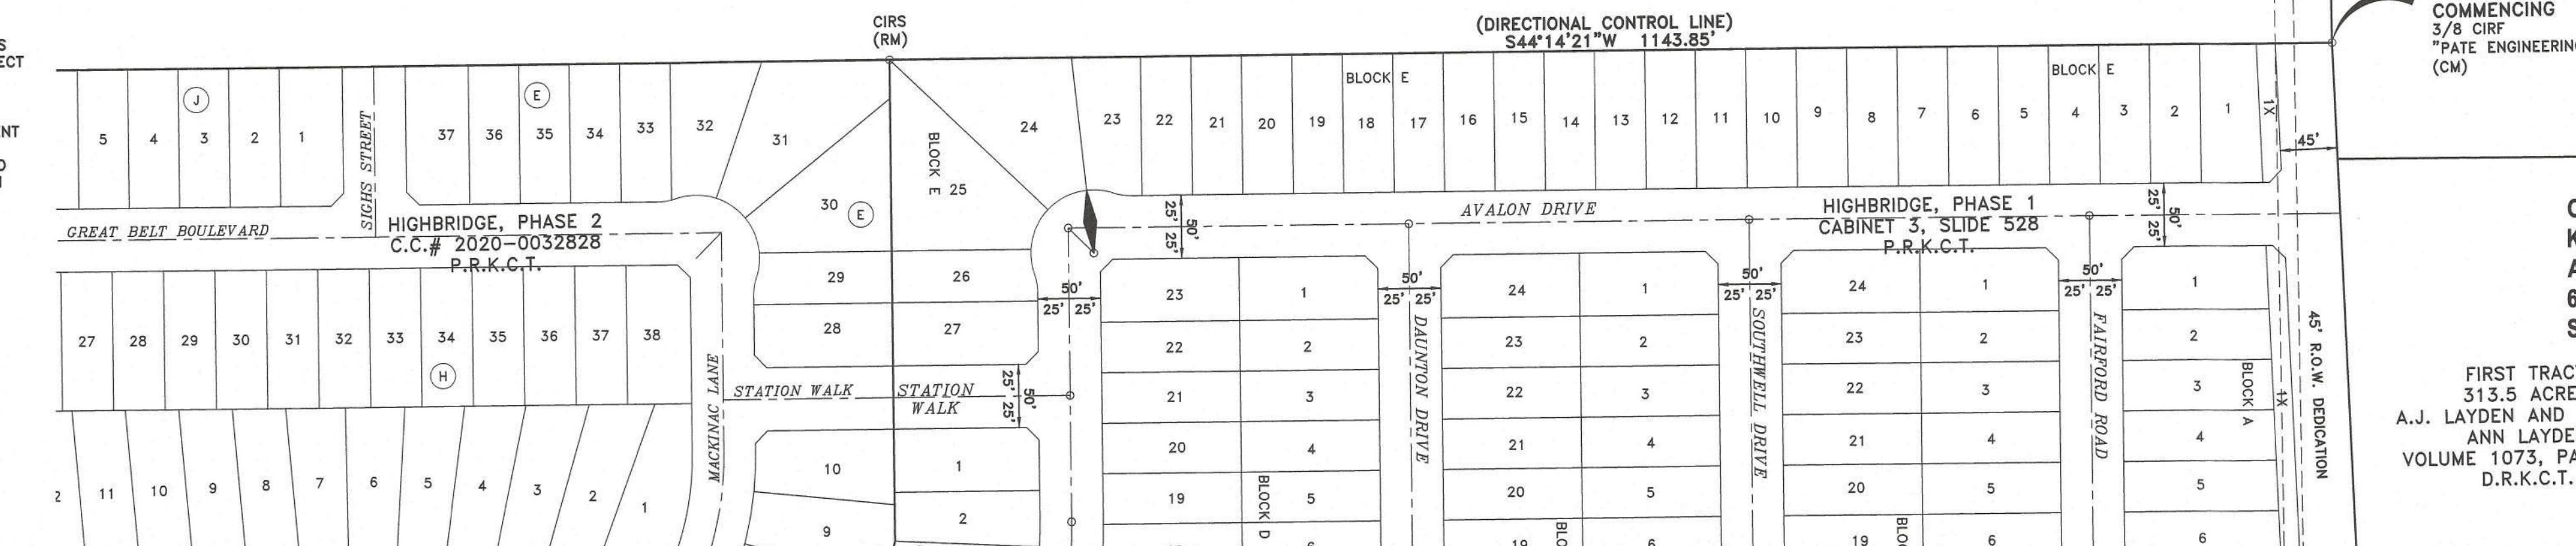 S
ECT
ENT
CIRS
(RM)
(DIRECTIONAL CONTROL LINE)
S44°14'21"W 1143.85'
COMMENCING
3/8 CIRF
"PATE ENGINEERIN
(CM)
J
E
BLOCK E
BLOCK E
5 4 3 2 1
SIGHS STREET
37 36 35 34 33 32 31
BLOCK E
24 23 22 21 20 19 18 17 16 15 14 13 12 11 10 9 8 7 6 5 4 3 2 1
1X
45'
30
E
25
GREAT BELT BOULEVARD
HIGHBRIDGE, PHASE 2
C.C.# 2020-0032828
P.R.K.C.T.
25' 25'
50'
AVALON DRIVE
HIGHBRIDGE, PHASE 1
CABINET 3, SLIDE 528
P.R.K.C.T.
25' 25'
50'
29 26
28 27
50'
25' 25'
50'
25' 25'
50'
25' 25'
50'
25' 25'
27 28 29 30 31 32 33 34 35 36 37 38
H
MACKINAC LANE
STATION WALK
STATION
WALK
25' 25'
50'
23 1
22 2
21 3
20 4
19 5
6
BLOCK D
DAUNTON DRIVE
24 1
23 2
22 3
21 4
20 5
19 6
BLO
SOUTHWELL DRIVE
24 1
23 2
22 3
21 4
20 5
19 6
BLO
FAIRFORD ROAD
1
2
3
4
5
6
BLOCK A
1X
45' R.O.W. DEDICATION
2 11 10 9 8 7 6 5 4 3 2 1
10 1
9 2
K
A
6
S
FIRST TRAC
313.5 ACRE
A.J. LAYDEN AND
ANN LAYDE
VOLUME 1073, PA
D.R.K.C.T.